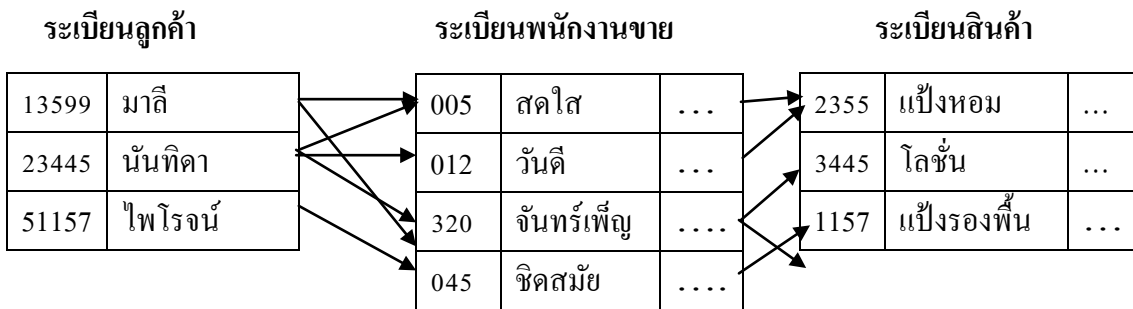 ระเบียนลูกค้า ระเบียนพนักงานขาย ระเบียนสินค้า
13599 มาลี 005 สดใส ... 2355 แป้งหอม ...
23445 นันทิดา 012 วันดี ... 3445 โลชั่น ...
51157 ไพโรจน์ 320 จันทร์เพ็ญ .... 1157 แป้งรองพื้น ...
045 ชิดสมัย ....